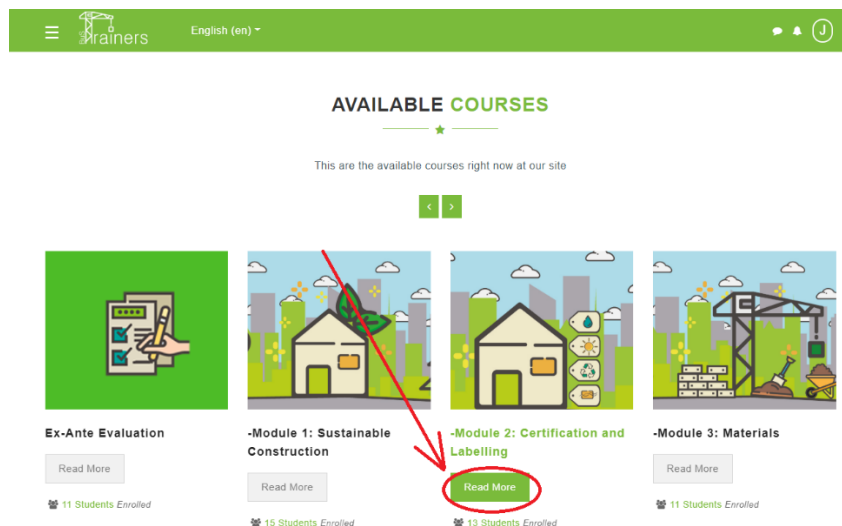 Trainers
English (en)
J
AVAILABLE COURSES
This are the available courses right now at our site
Ex-Ante Evaluation
Read More
11 Students Enrolled
-Module 1: Sustainable
Construction
Read More
15 Students Enrolled
-Module 2: Certification and
Labelling
Read More
13 Students Enrolled
-Module 3: Materials
Read More
11 Students Enrolled